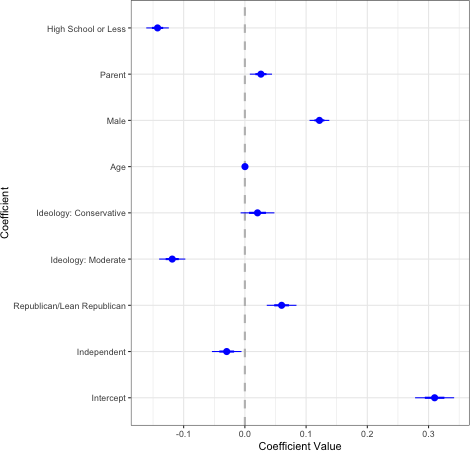 High School or Less
Parent
Male
Age
Ideology: Conservative
Ideology: Moderate
Republican/Lean Republican
Independent
Intercept
Coefficient
-0.1 0.0 0.1 0.2 0.3
Coefficient Value